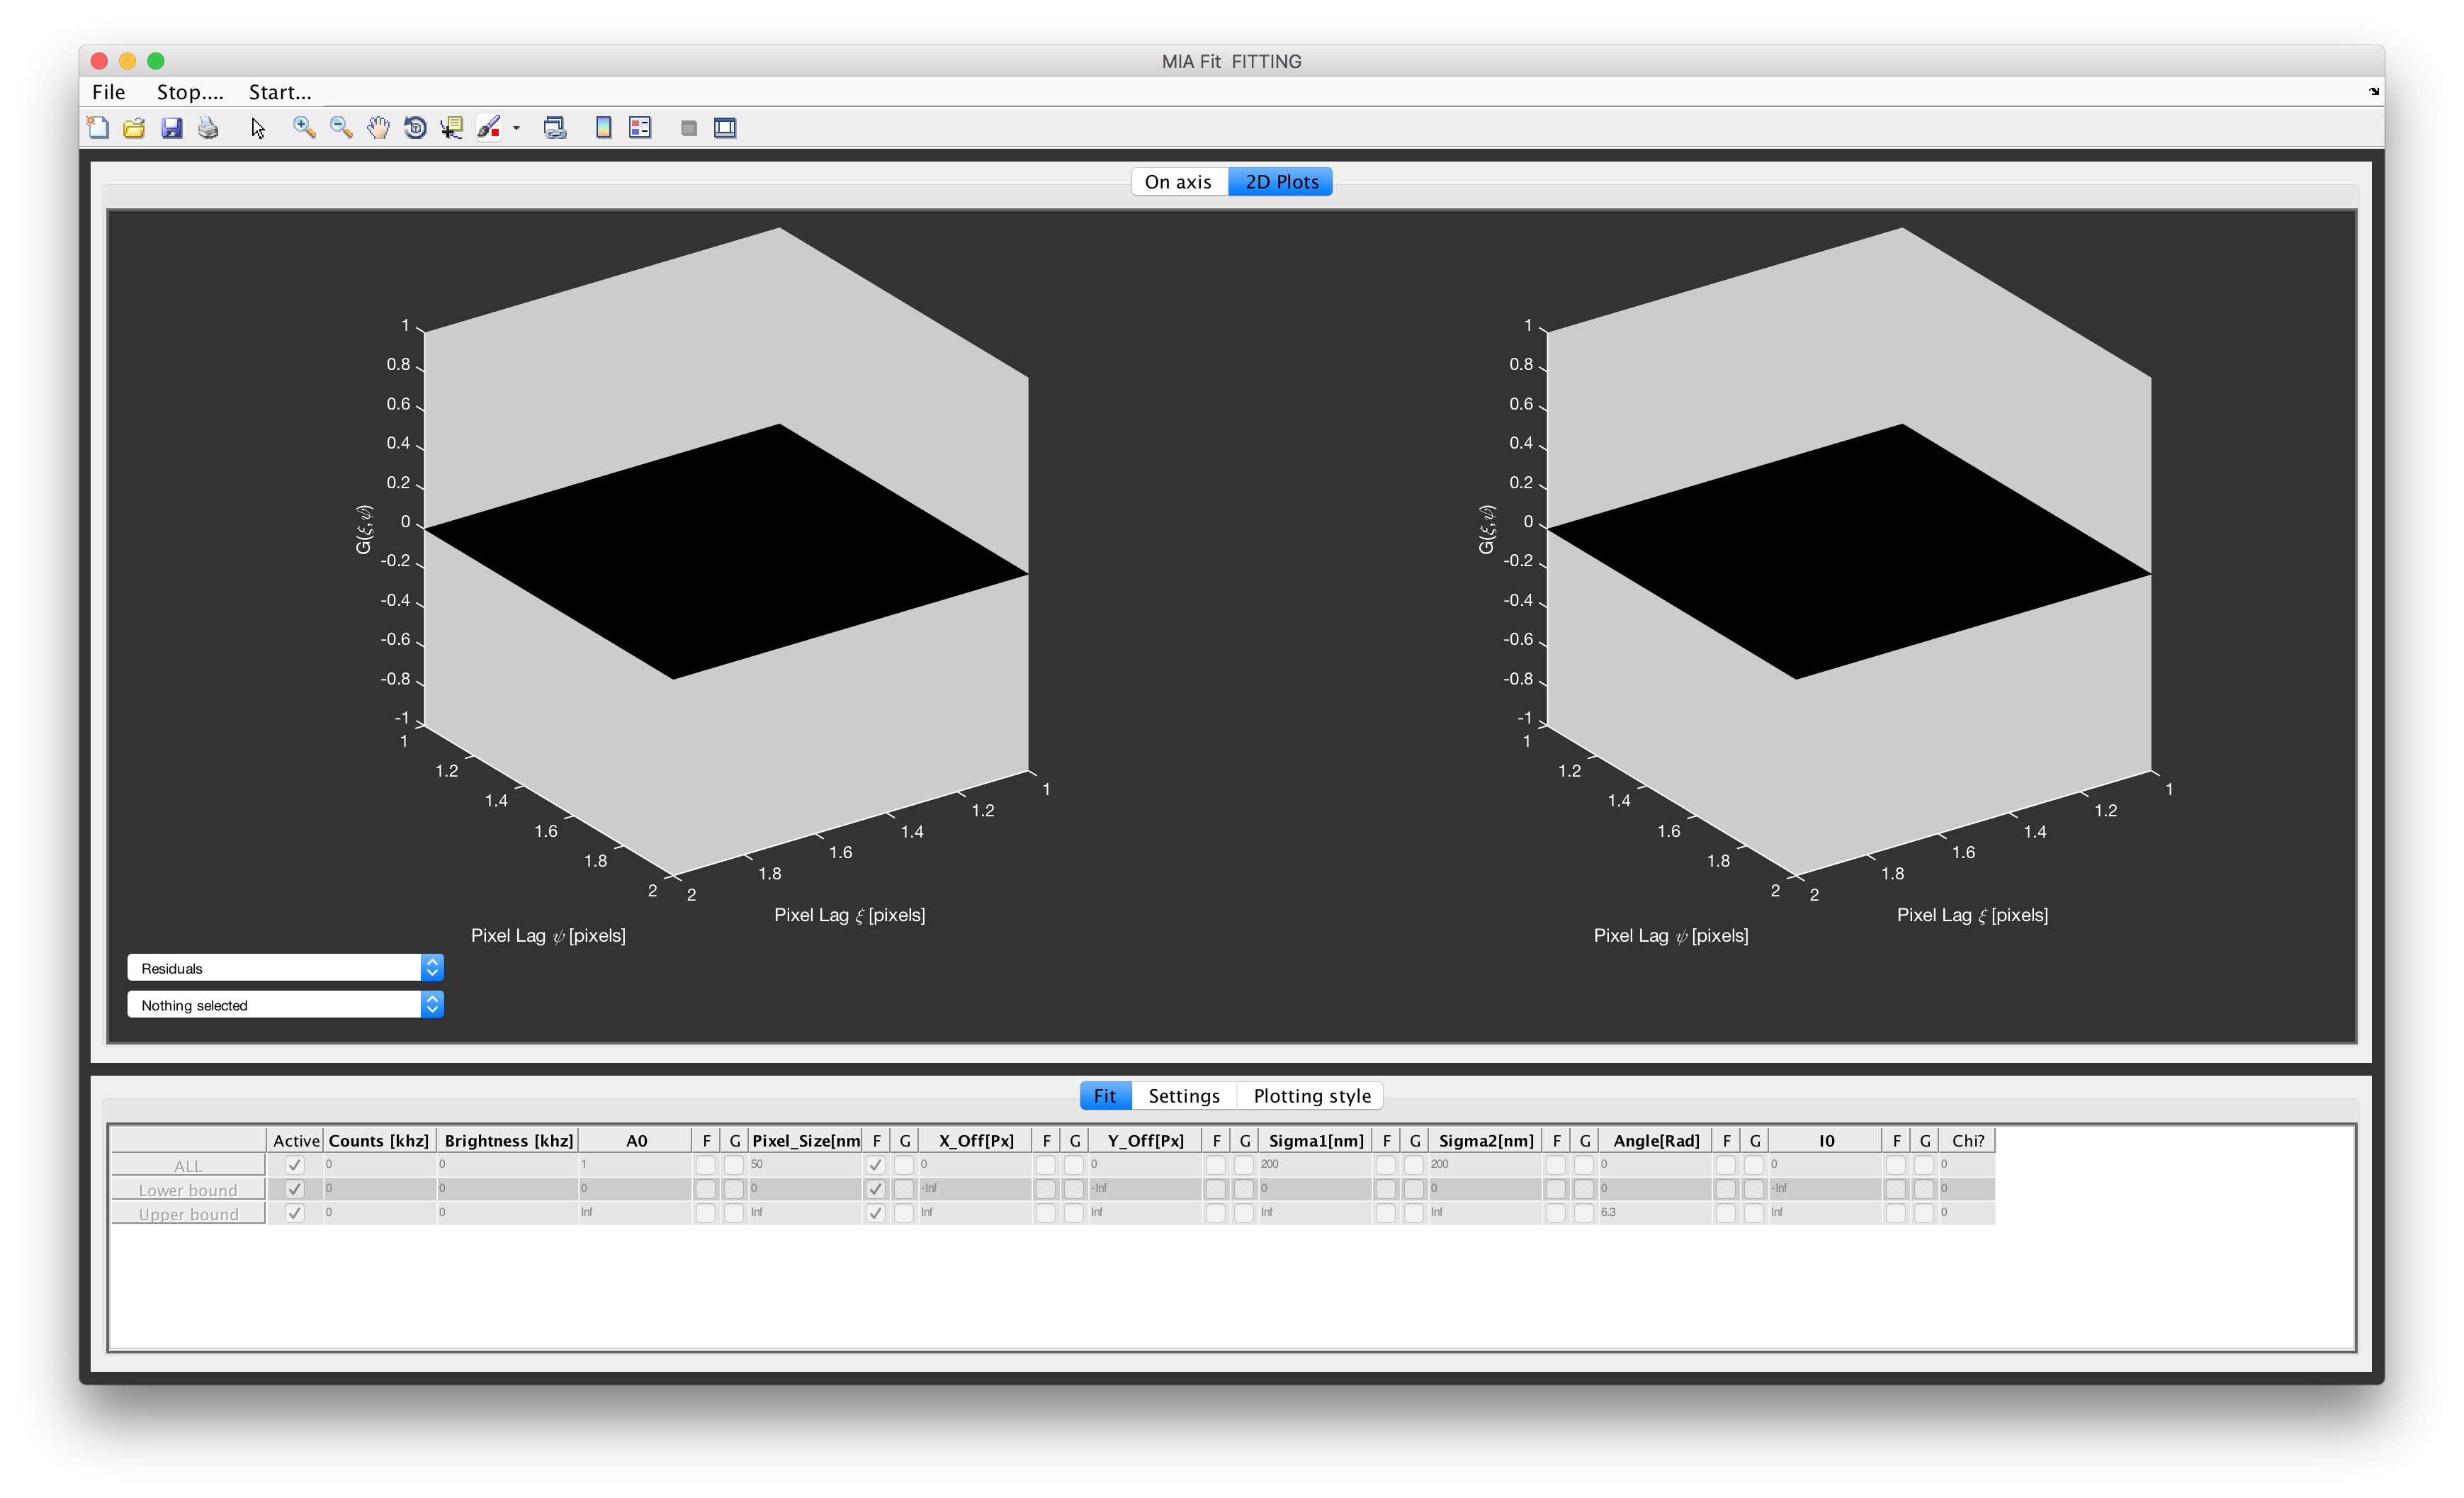 MIA Fit  FITTING
File Stop.... Start...
On axis 2D Plots
1
0.8
0.6
0.4
0.2
0
-0.2
-0.4
-0.6
-0.8
-1
G(ξ,ψ)
1
1.2
1.4
1.6
1.8
2
2
1.8
1.6
1.4
1.2
1
Pixel Lag ψ [pixels]
Pixel Lag ξ [pixels]
1
0.8
0.6
0.4
0.2
0
-0.2
-0.4
-0.6
-0.8
-1
G(ξ,ψ)
1
1.2
1.4
1.6
1.8
2
2
1.8
1.6
1.4
1.2
1
Pixel Lag ψ [pixels]
Pixel Lag ξ [pixels]
Residuals
Nothing selected
Fit Settings Plotting style
Active Counts [khz] Brightness [khz] A0 F G Pixel_Size[nm F G X_Off[Px] F G Y_Off[Px] F G Sigma1[nm] F G Sigma2[nm] F G Angle[Rad] F G I0 F G Chi?
ALL 0 0 1 50 0 0 200 200 0 0 0
Lower bound 0 0 0 0 -Inf -Inf 0 0 0 -Inf 0
Upper bound 0 0 Inf Inf Inf Inf Inf Inf 6.3 Inf 0